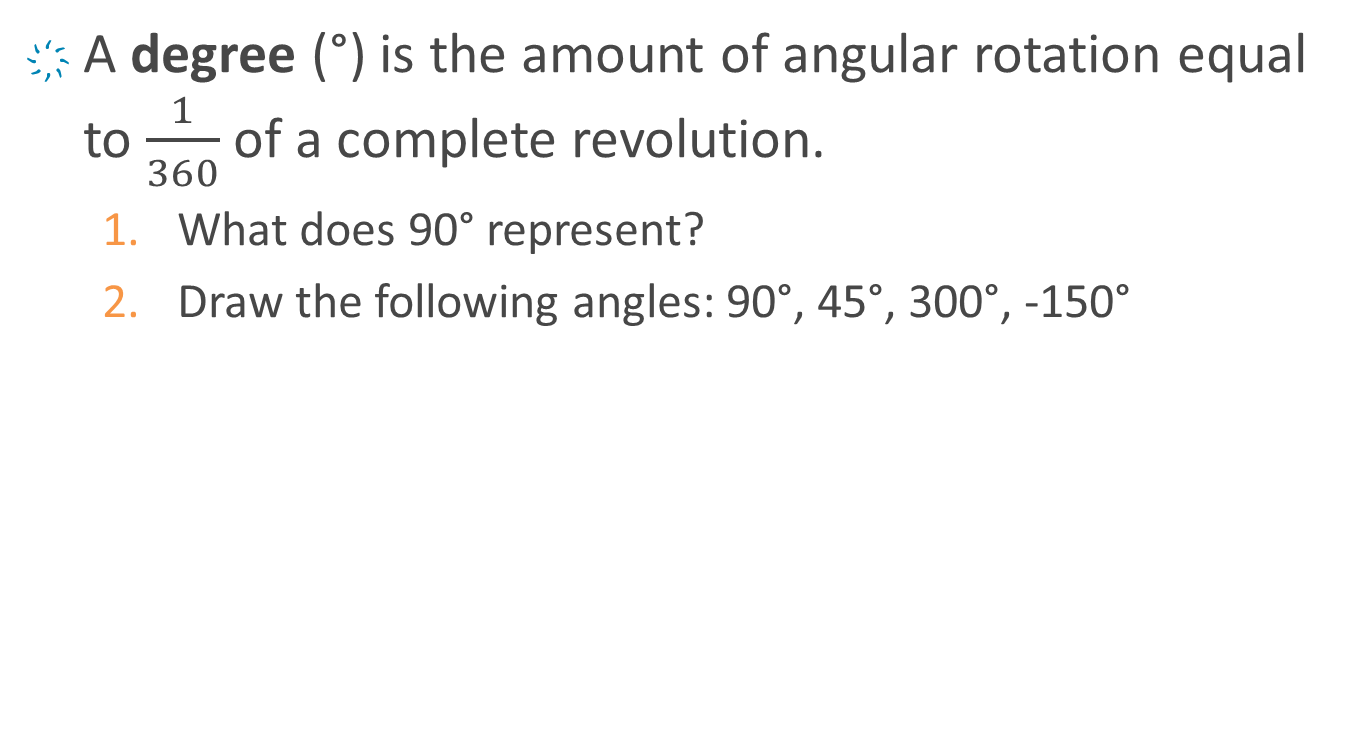 A degree (°) is the amount of angular rotation equal
to 1/360 of a complete revolution.
1. What does 90° represent?
2. Draw the following angles: 90°, 45°, 300°, -150°